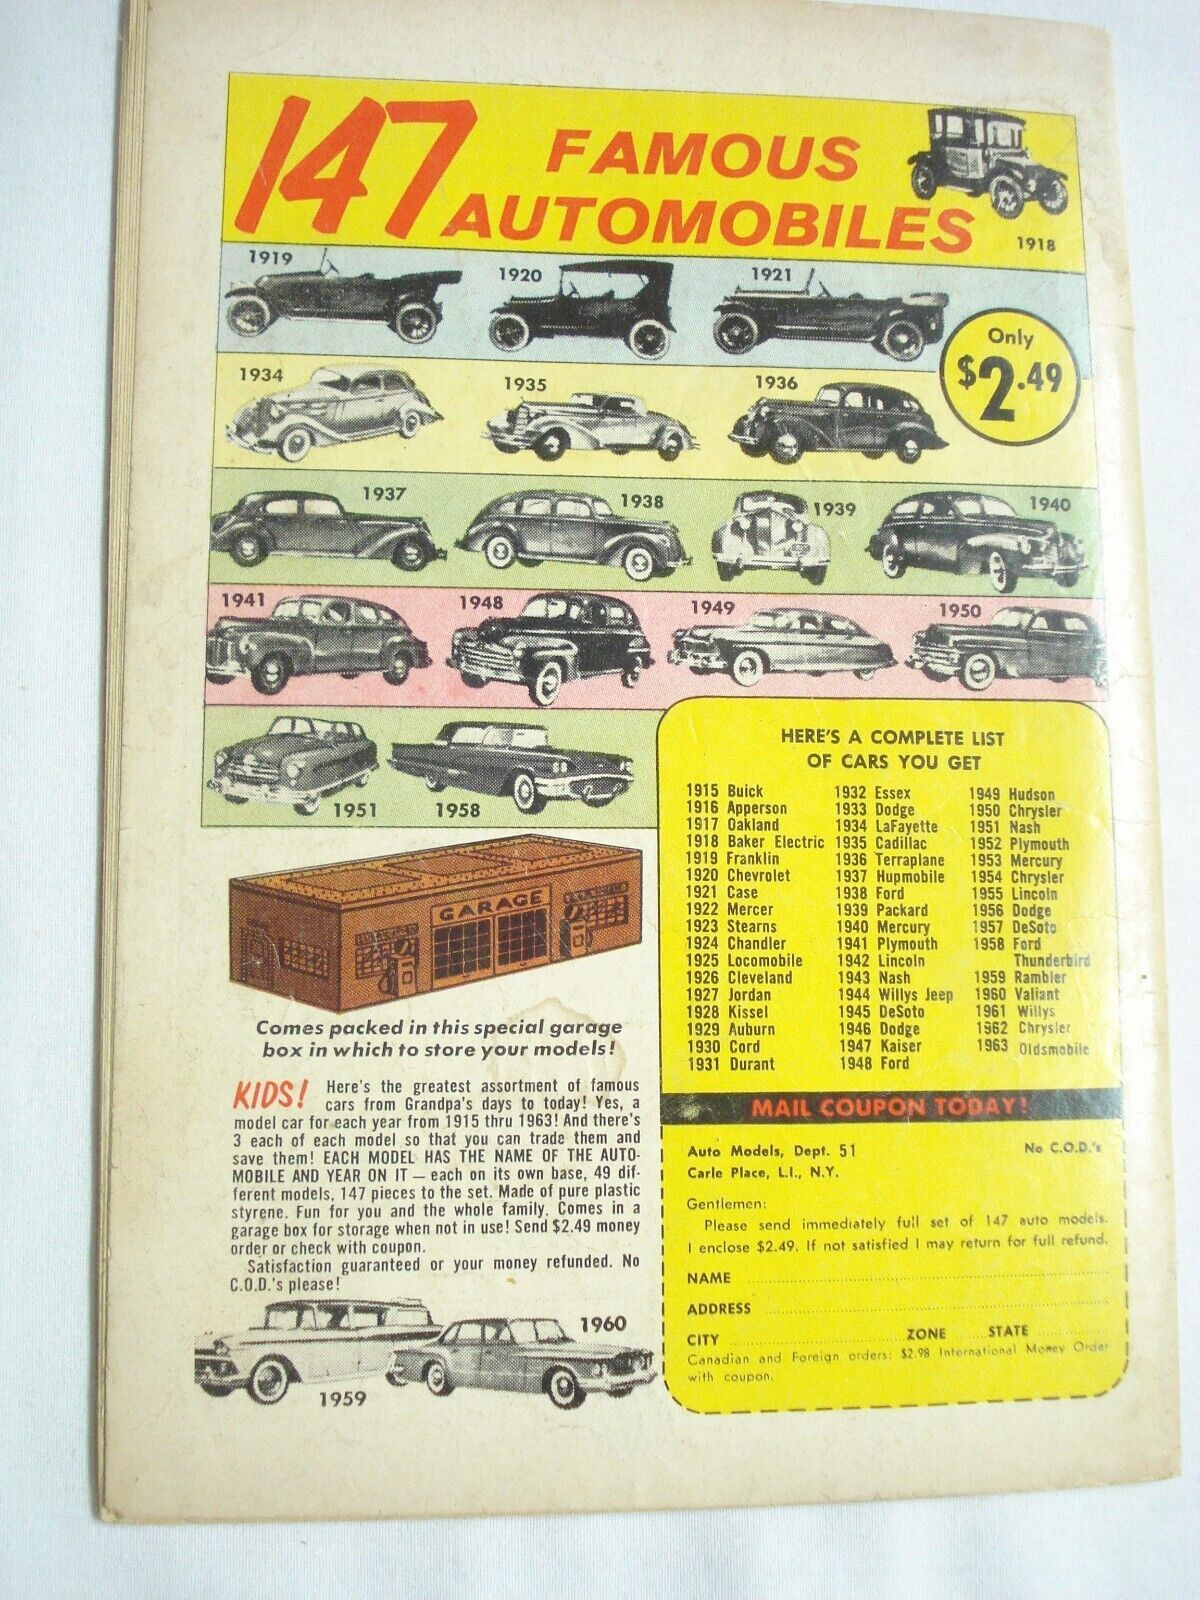 147 FAMOUS
AUTOMOBILES
1918
1919
1920
1921
Only
$2.49
1934
1935
1936
1937
1938
1939
1940
1941
1948
1949
1950
1951
1958
GARAGE
Comes packed in this special garage
box in which to store your models!
KIDS! Here's the greatest assortment of famous
cars from Grandpa's days to today! Yes, a
model car for each year from 1915 thru 1963! And there's
3 each of each model so that you can trade them and
save them! EACH MODEL HAS THE NAME OF THE AUTO-
MOBILE AND YEAR ON IT — each on its own base, 49 dif-
ferent models, 147 pieces to the set. Made of pure plastic
styrene. Fun for you and the whole family. Comes in a
garage box for storage when not in use! Send $2.49 money
order or check with coupon.
Satisfaction guaranteed or your money refunded. No
C.O.D.'s please!
1959
1960
HERE'S A COMPLETE LIST
OF CARS YOU GET
1915 Buick
1916 Apperson
1917 Oakland
1918 Baker Electric
1919 Franklin
1920 Chevrolet
1921 Case
1922 Mercer
1923 Stearns
1924 Chandler
1925 Locomobile
1926 Cleveland
1927 Jordan
1928 Kissel
1929 Auburn
1930 Cord
1931 Durant
1932 Essex
1933 Dodge
1934 LaFayette
1935 Cadillac
1936 Terraplane
1937 Hupmobile
1938 Ford
1939 Packard
1940 Mercury
1941 Plymouth
1942 Lincoln
1943 Nash
1944 Willys Jeep
1945 DeSoto
1946 Dodge
1947 Kaiser
1948 Ford
1949 Hudson
1950 Chrysler
1951 Nash
1952 Plymouth
1953 Mercury
1954 Chrysler
1955 Lincoln
1956 Dodge
1957 DeSoto
1958 Ford
Thunderbird
1959 Rambler
1960 Valiant
1961 Willys
1962 Chrysler
1963 Oldsmobile
MAIL COUPON TODAY!
Auto Models, Dept. 51 No C.O.D.'s
Carle Place, L.I., N.Y.
Gentlemen:
Please send immediately full set of 147 auto models.
I enclose $2.49. If not satisfied I may return for full refund.
NAME
ADDRESS
CITY ZONE STATE
Canadian and Foreign orders: $2.98 International Money Order
with coupon.